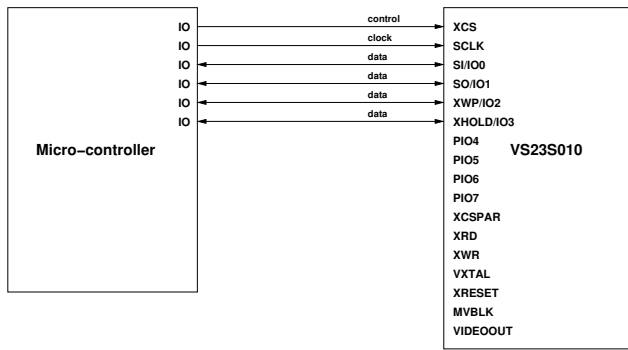 IO control XCS
IO clock SCLK
IO data SI/IO0
IO data SO/IO1
IO data XWP/IO2
IO data XHOLD/IO3
PIO4
Micro-controller VS23S010
PIO5
PIO6
PIO7
XCSPAR
XRD
XWR
VXTAL
XRESET
MVBLK
VIDEOOUT